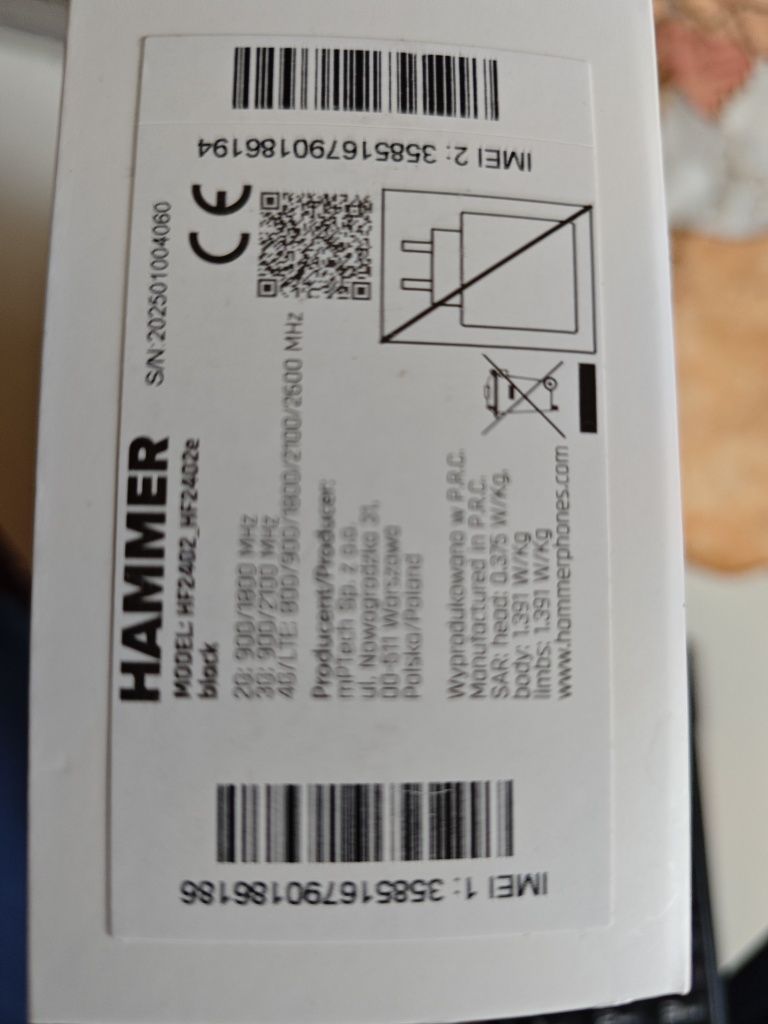 HAMMER
S/N:202501004060
MODEL: HF2402_HF2402e
black
2G: 900/1800 MHz
3G: 900/2100 MHz
4G/LTE: 800/900/1800/2100/2600 MHz
Producent/Producer:
mPTech Sp. z o.o.
ul. Nowogrodzka 31,
00-511 Warszawa
Polska/Poland
Wyprodukowano w P.R.C.
Manufactured in P.R.C.
SAR: head: 0.375 W/Kg,
body: 1.391 W/Kg
limbs: 1.391 W/Kg
www.hammerphones.com
CE
IMEI 1: 358516790186186
IMEI 2: 358516790186194